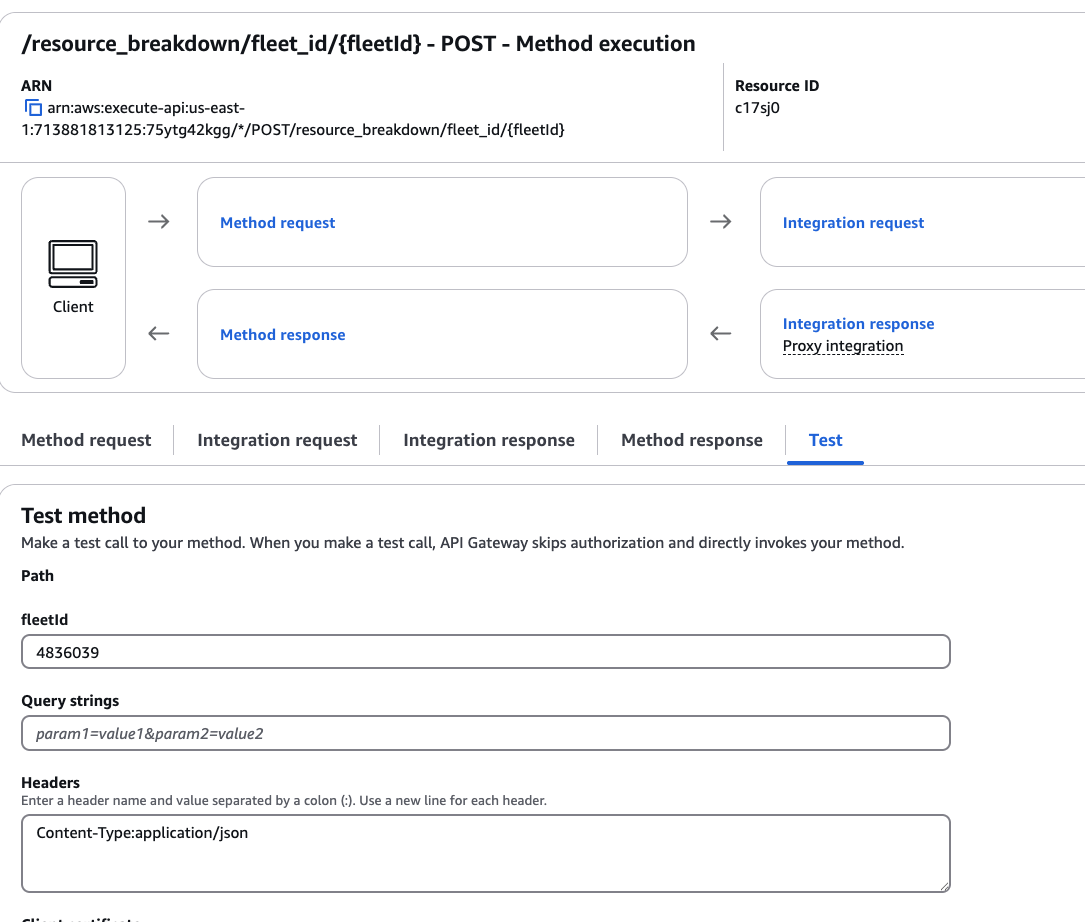 /resource_breakdown/fleet_id/{fleetId} - POST - Method execution
ARN
arn:aws:execute-api:us-east-
1:713881813125:75ytg42kgg/*/POST/resource_breakdown/fleet_id/{fleetId}
Resource ID
c17sj0
Client
Method request
Integration request
Method response
Integration response
Proxy integration
Method request
Integration request
Integration response
Method response
Test
Test method
Make a test call to your method. When you make a test call, API Gateway skips authorization and directly invokes your method.
Path
fleetId
4836039
Query strings
param1=value1&param2=value2
Headers
Enter a header name and value separated by a colon (:). Use a new line for each header.
Content-Type:application/json